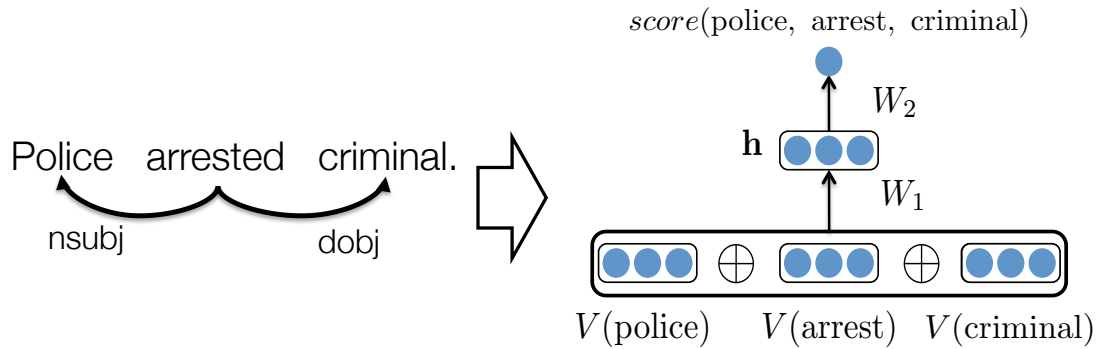 Police arrested criminal.
nsubj dobj
score(police, arrest, criminal)
W₂
h
W₁
V(police) V(arrest) V(criminal)